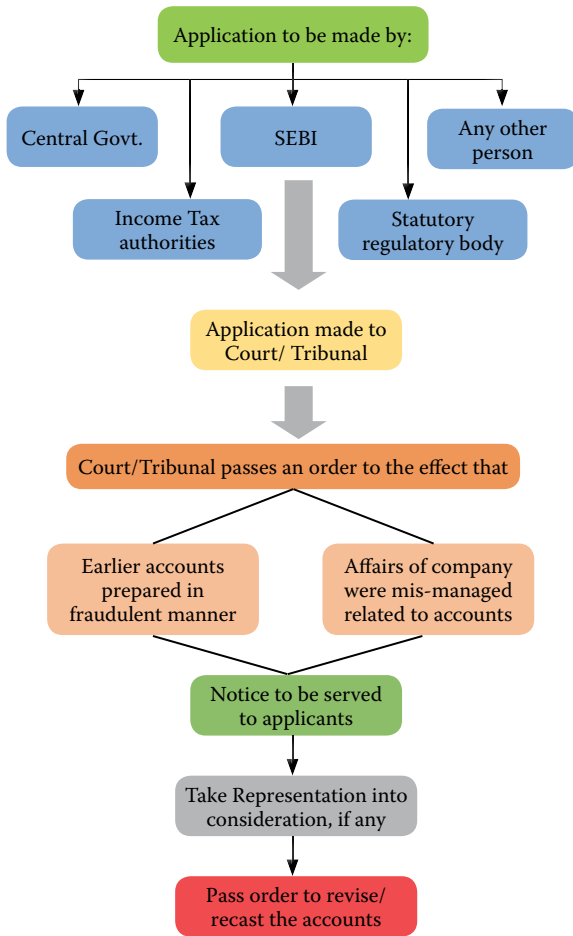 Application to be made by:
Central Govt.
SEBI
Any other
person
Income Tax
authorities
Statutory
regulatory body
Application made to
Court/ Tribunal
Court/Tribunal passes an order to the effect that
Earlier accounts
prepared in
fraudulent manner
Affairs of company
were mis-managed
related to accounts
Notice to be served
to applicants
Take Representation into
consideration, if any
Pass order to revise/
recast the accounts